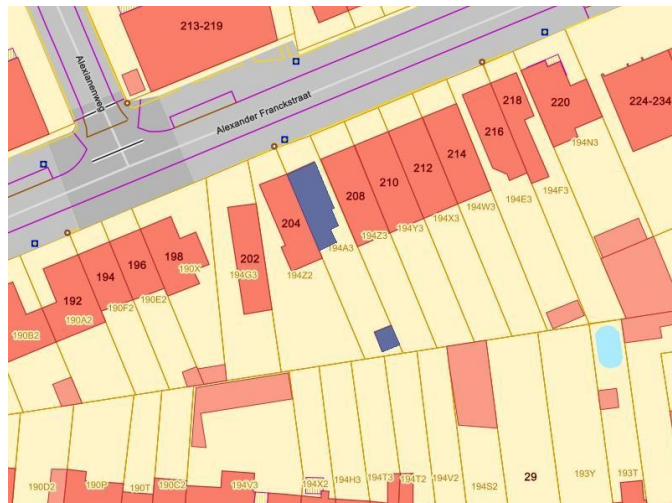 213-219
Alexianenweg
Alexander Franckstraat
218
220
224-234
216
194N3
214
212
210
208
194F3
194E3
194W3
194X3
194Y3
194Z3
204
194A3
194Z2
202
194G3
198
190X
196
190E2
194
190F2
192
190A2
190B2
190D2
190P
190T
190C2
194V3
194X2
194H3
194T3
194T2
194V2
194S2
29
193Y
193T